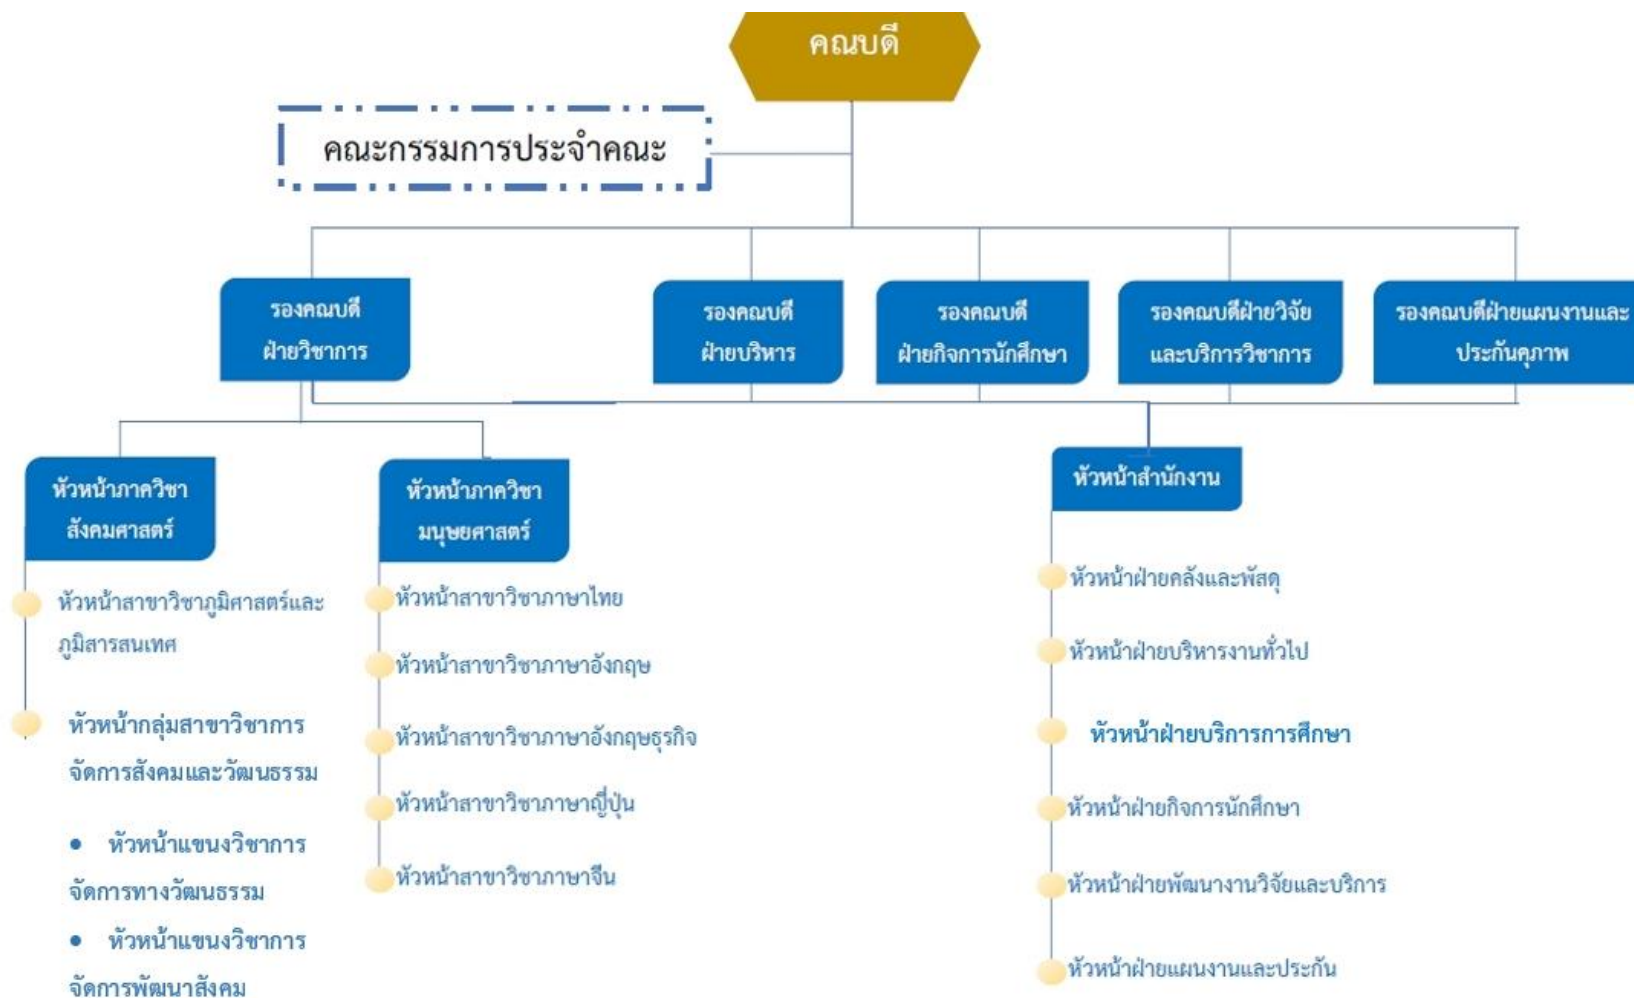 คณบดี
คณะกรรมการประจำคณะ
รองคณบดี
ฝ่ายวิชาการ
รองคณบดี
ฝ่ายบริหาร
รองคณบดี
ฝ่ายกิจการนักศึกษา
รองคณบดีฝ่ายวิจัย
และบริการวิชาการ
รองคณบดีฝ่ายแผนงานและ
ประกันคุภาพ
หัวหน้าภาควิชา
สังคมศาสตร์
หัวหน้าสาขาวิชาภูมิศาสตร์และ
ภูมิสารสนเทศ
หัวหน้ากลุ่มสาขาวิชาการ
จัดการสังคมและวัฒนธรรม
• หัวหน้าแขนงวิชาการ
จัดการทางวัฒนธรรม
• หัวหน้าแขนงวิชาการ
จัดการพัฒนาสังคม
หัวหน้าภาควิชา
มนุษยศาสตร์
หัวหน้าสาขาวิชาภาษาไทย
หัวหน้าสาขาวิชาภาษาอังกฤษ
หัวหน้าสาขาวิชาภาษาอังกฤษธุรกิจ
หัวหน้าสาขาวิชาภาษาญี่ปุ่น
หัวหน้าสาขาวิชาภาษาจีน
หัวหน้าสำนักงาน
หัวหน้าฝ่ายคลังและพัสดุ
หัวหน้าฝ่ายบริหารงานทั่วไป
หัวหน้าฝ่ายบริการการศึกษา
หัวหน้าฝ่ายกิจการนักศึกษา
หัวหน้าฝ่ายพัฒนางานวิจัยและบริการ
หัวหน้าฝ่ายแผนงานและประกัน